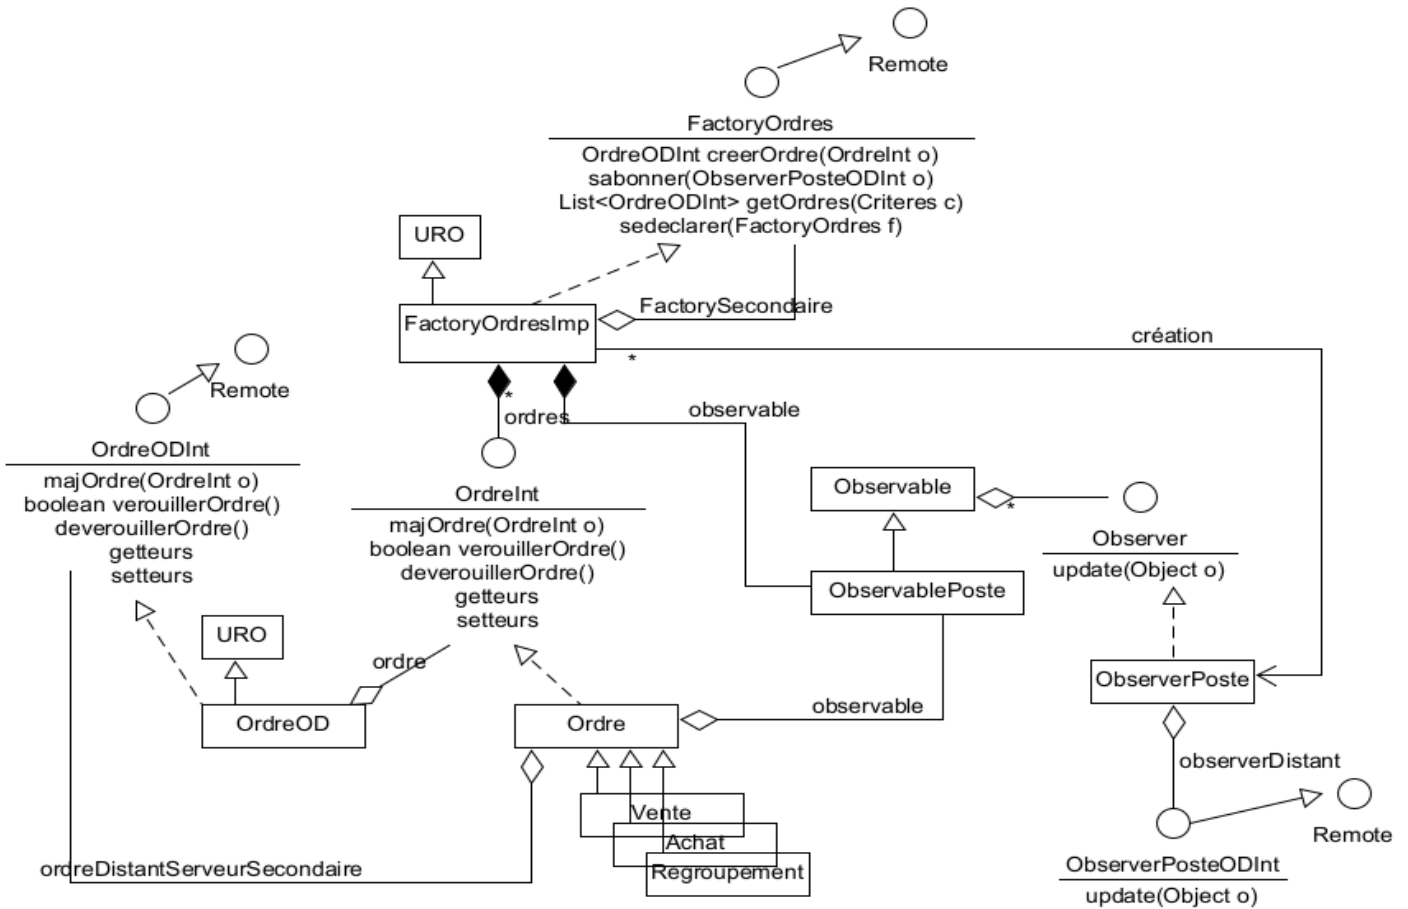 Remote
FactoryOrdres
OrdreODInt creerOrdre(OrdreInt o)
sabonner(ObserverPosteODInt o)
List<OrdreODInt> getOrdres(Criteres c)
sedeclarer(FactoryOrdres f)
URO
FactorySecondaire
FactoryOrdresImp
création
*
Remote
*
ordres
observable
OrdreODInt
majOrdre(OrdreInt o)
boolean verouillerOrdre()
deverouillerOrdre()
getteurs
setteurs
OrdreInt
majOrdre(OrdreInt o)
boolean verouillerOrdre()
deverouillerOrdre()
getteurs
setteurs
Observable
*
Observer
update(Object o)
ObservablePoste
URO
ordre
OrdreOD
Ordre
observable
ObserverPoste
observerDistant
Remote
Vente
Achat
Regroupement
ordreDistantServeurSecondaire
ObserverPosteODInt
update(Object o)